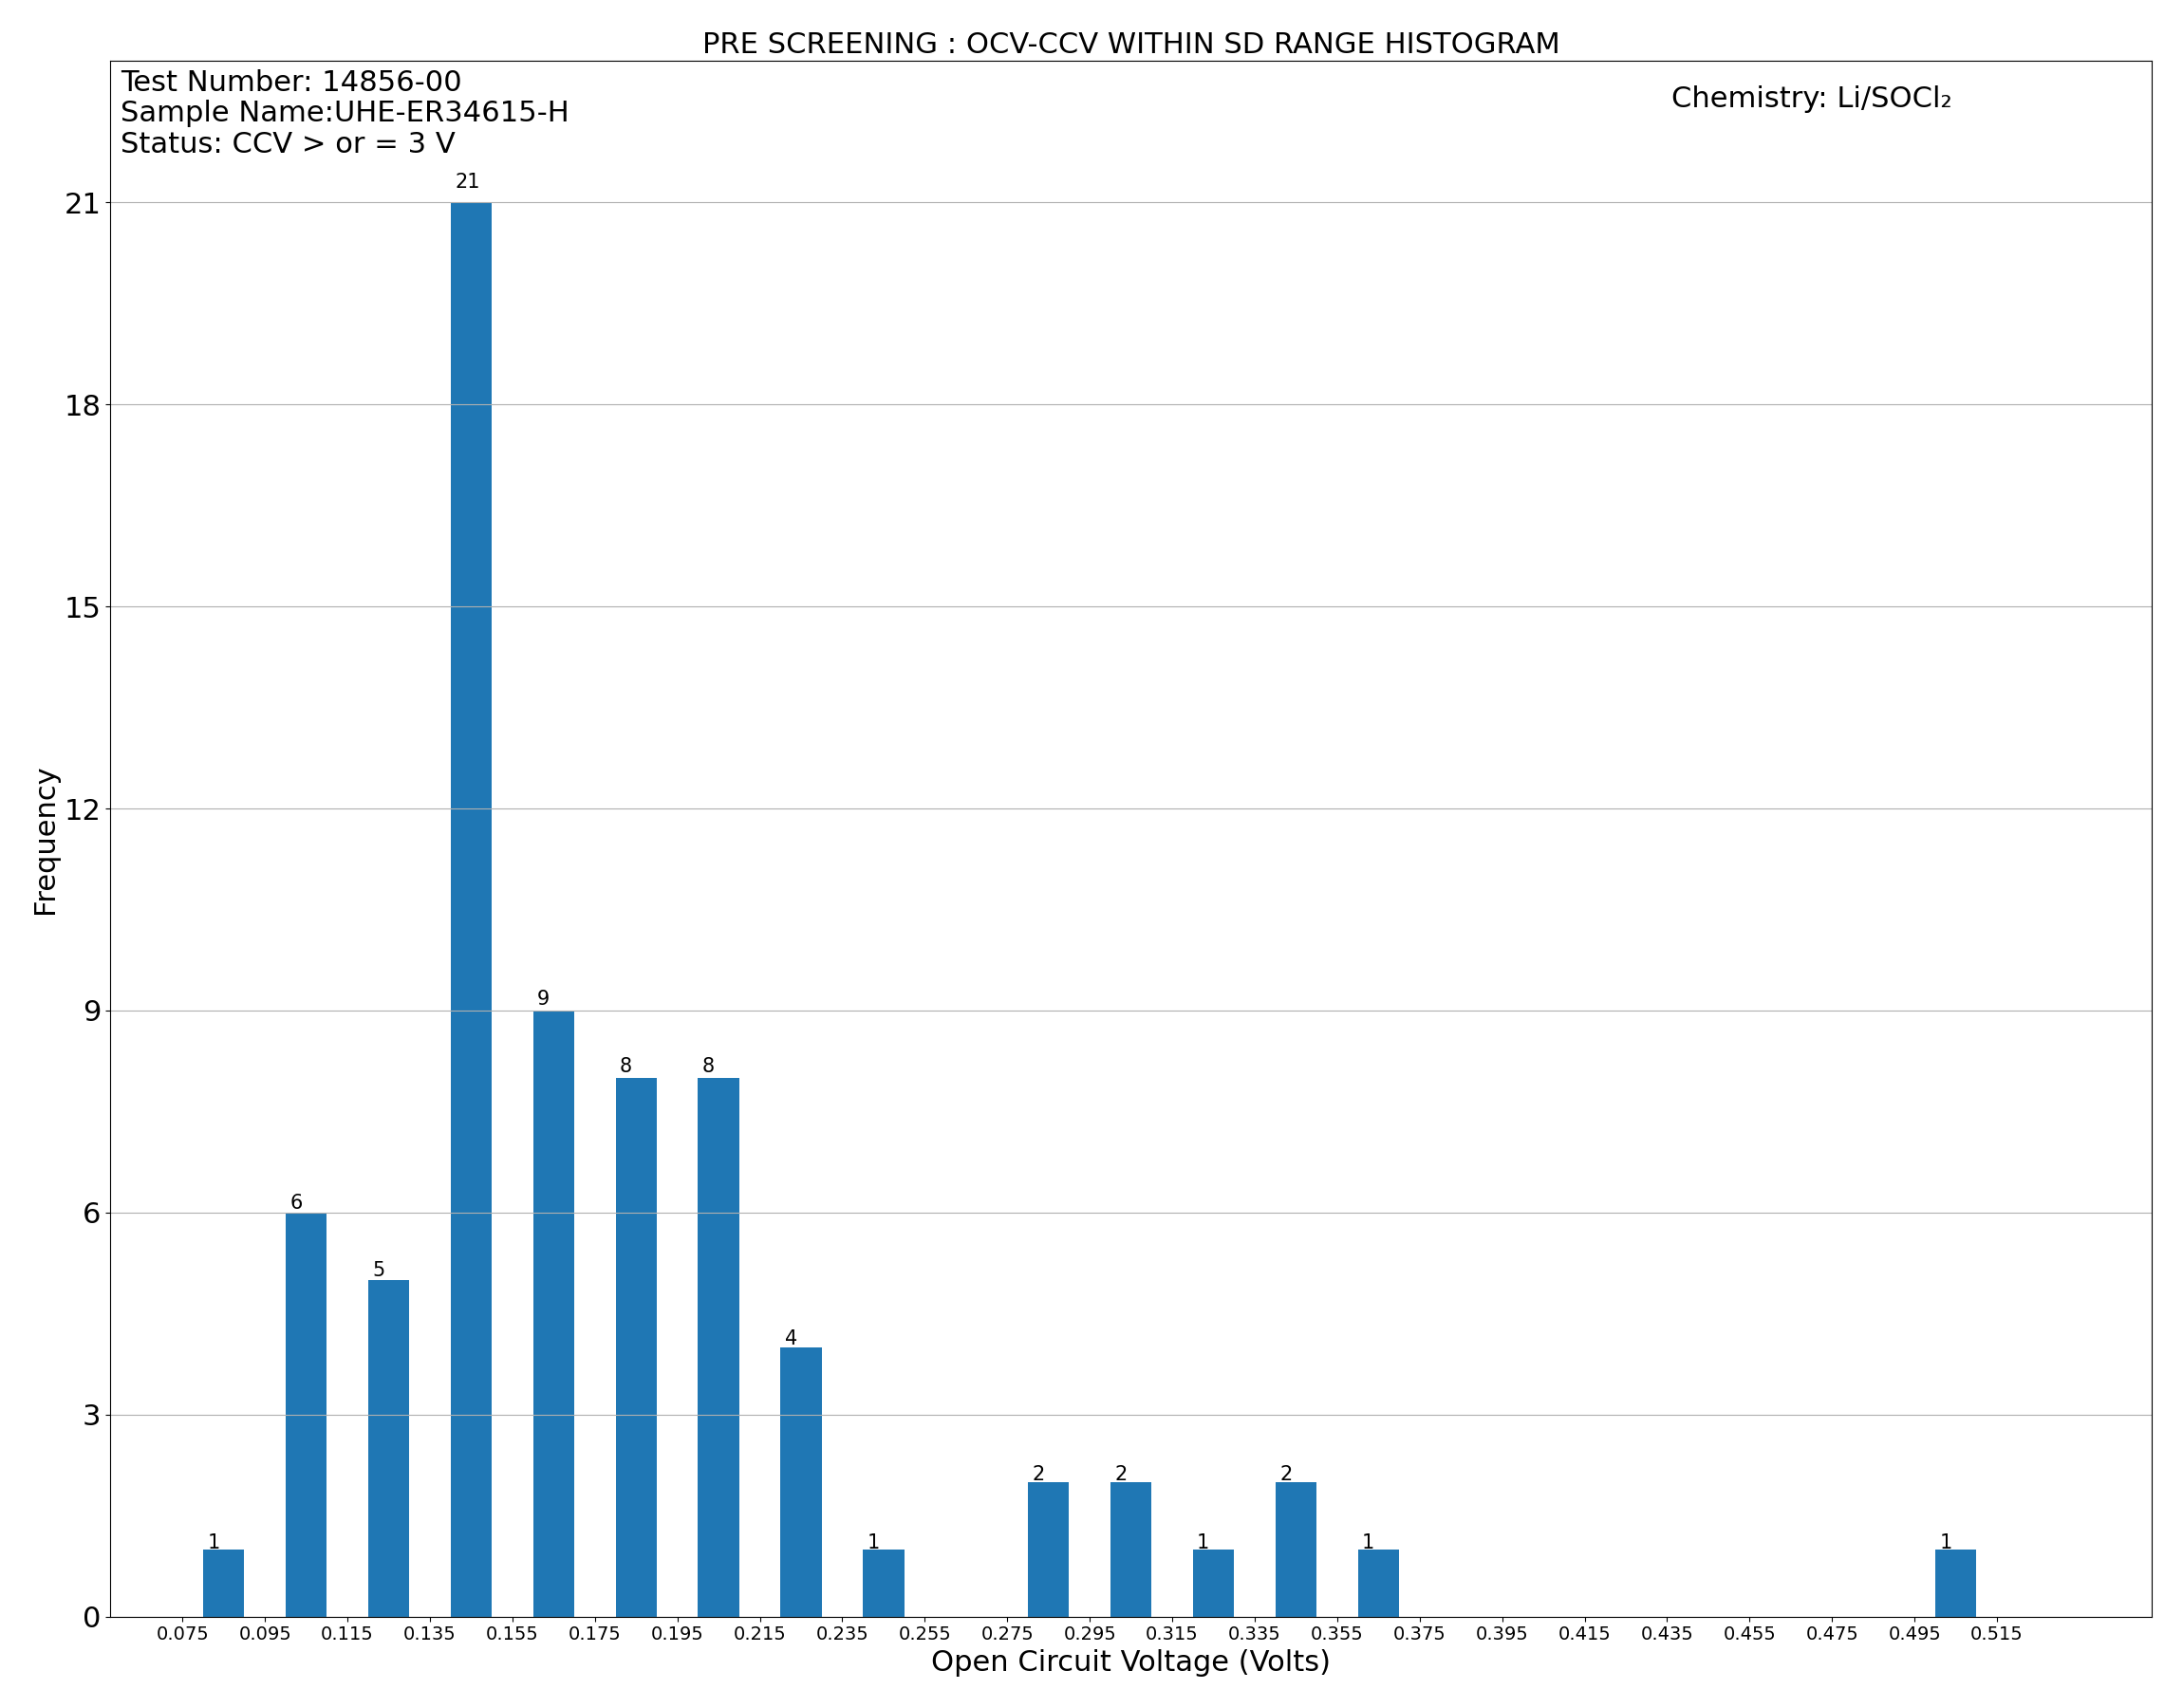 PRE SCREENING : OCV-CCV WITHIN SD RANGE HISTOGRAM
Test Number: 14856-00
Sample Name:UHE-ER34615-H
Status: CCV > or = 3 V
Chemistry: Li/SOCl₂
21
21
18
15
12
9
9
8
8
6
6
5
4
3
2
2
2
1
1
1
1
1
0
Frequency
0.075 0.095 0.115 0.135 0.155 0.175 0.195 0.215 0.235 0.255 0.275 0.295 0.315 0.335 0.355 0.375 0.395 0.415 0.435 0.455 0.475 0.495 0.515
Open Circuit Voltage (Volts)